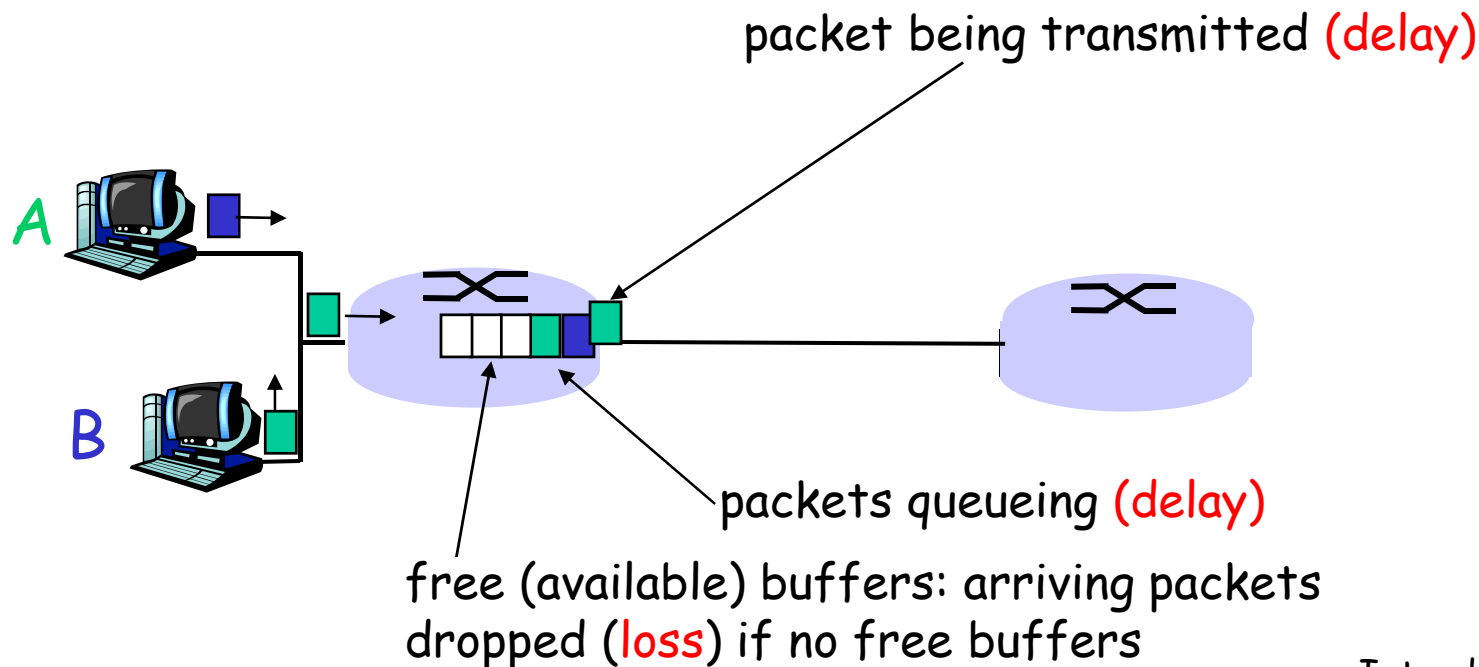 packet being transmitted (delay)
A
B
packets queueing (delay)
free (available) buffers: arriving packets
dropped (loss) if no free buffers